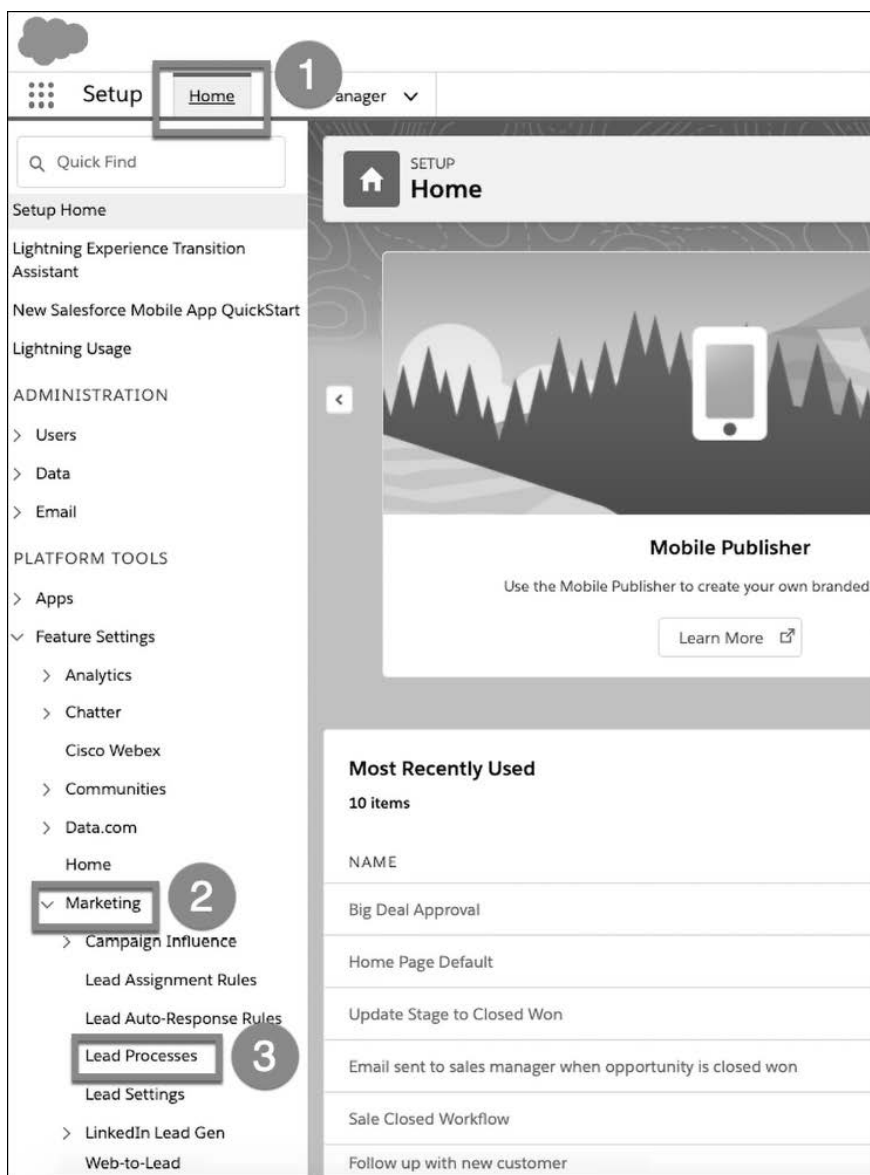 1
Setup Home anager
Quick Find
Setup Home
Lightning Experience Transition
Assistant
New Salesforce Mobile App QuickStart
Lightning Usage
ADMINISTRATION
Users
Data
Email
PLATFORM TOOLS
Apps
Feature Settings
Analytics
Chatter
Cisco Webex
Communities
Data.com
Home
Marketing
2
Campaign Influence
Lead Assignment Rules
Lead Auto-Response Rules
Lead Processes
3
Lead Settings
LinkedIn Lead Gen
Web-to-Lead
SETUP
Home
Mobile Publisher
Use the Mobile Publisher to create your own branded
Learn More
Most Recently Used
10 items
NAME
Big Deal Approval
Home Page Default
Update Stage to Closed Won
Email sent to sales manager when opportunity is closed won
Sale Closed Workflow
Follow up with new customer